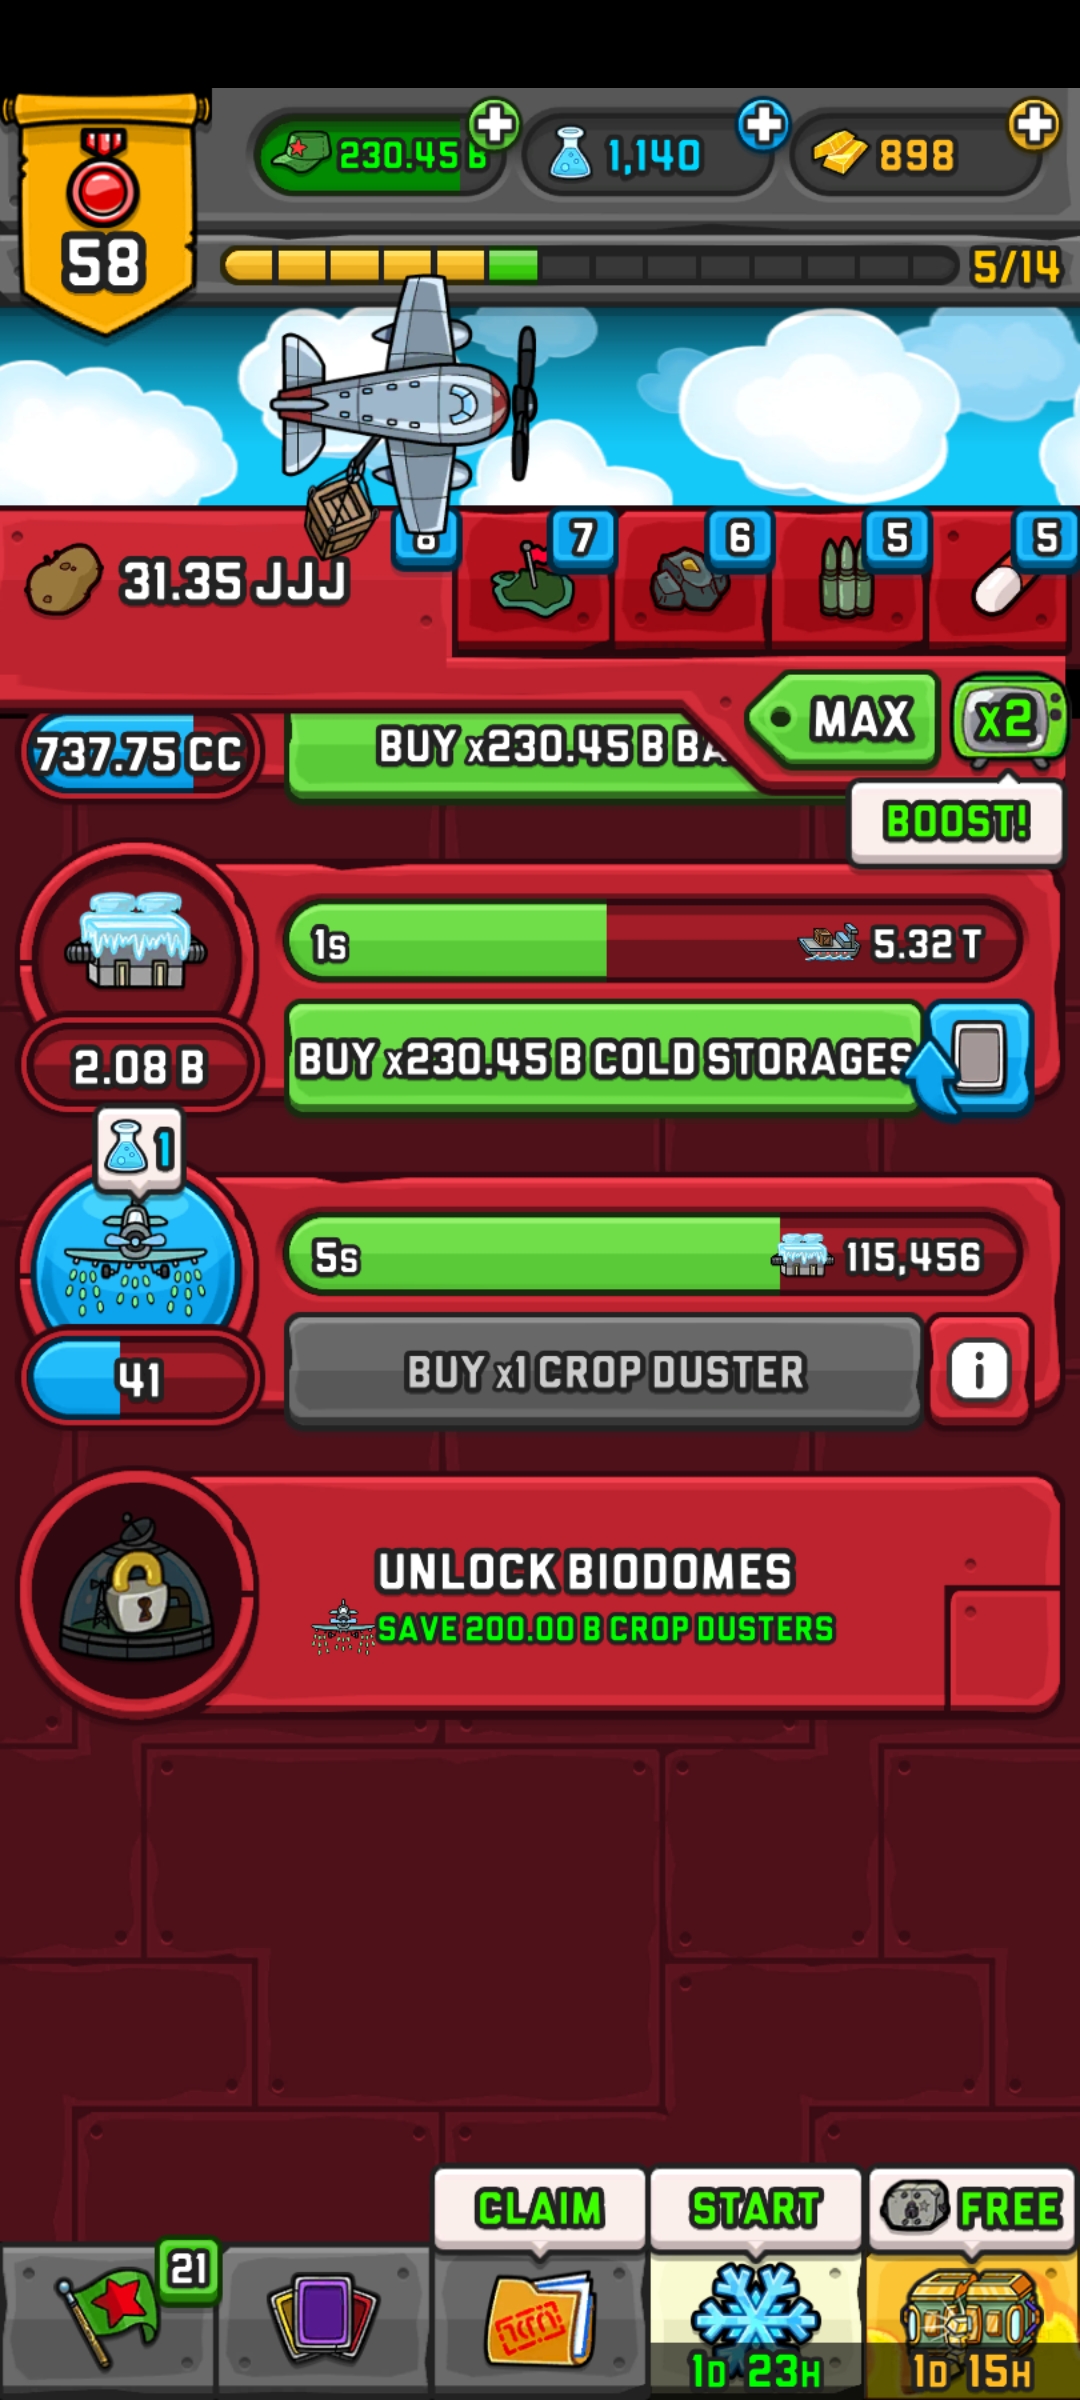 58
230.45 B
1,140
898
5/14
31.35 JJJ
8
7
6
5
5
737.75 CC
BUY x230.45 B BA
MAX
x2
BOOST!
1s
5.32 T
2.08 B
BUY x230.45 B COLD STORAGES
1
5s
115,456
41
BUY x1 CROP DUSTER
i
UNLOCK BIODOMES
SAVE 200.00 B CROP DUSTERS
CLAIM
START
FREE
21
1D 23H
1D 15H